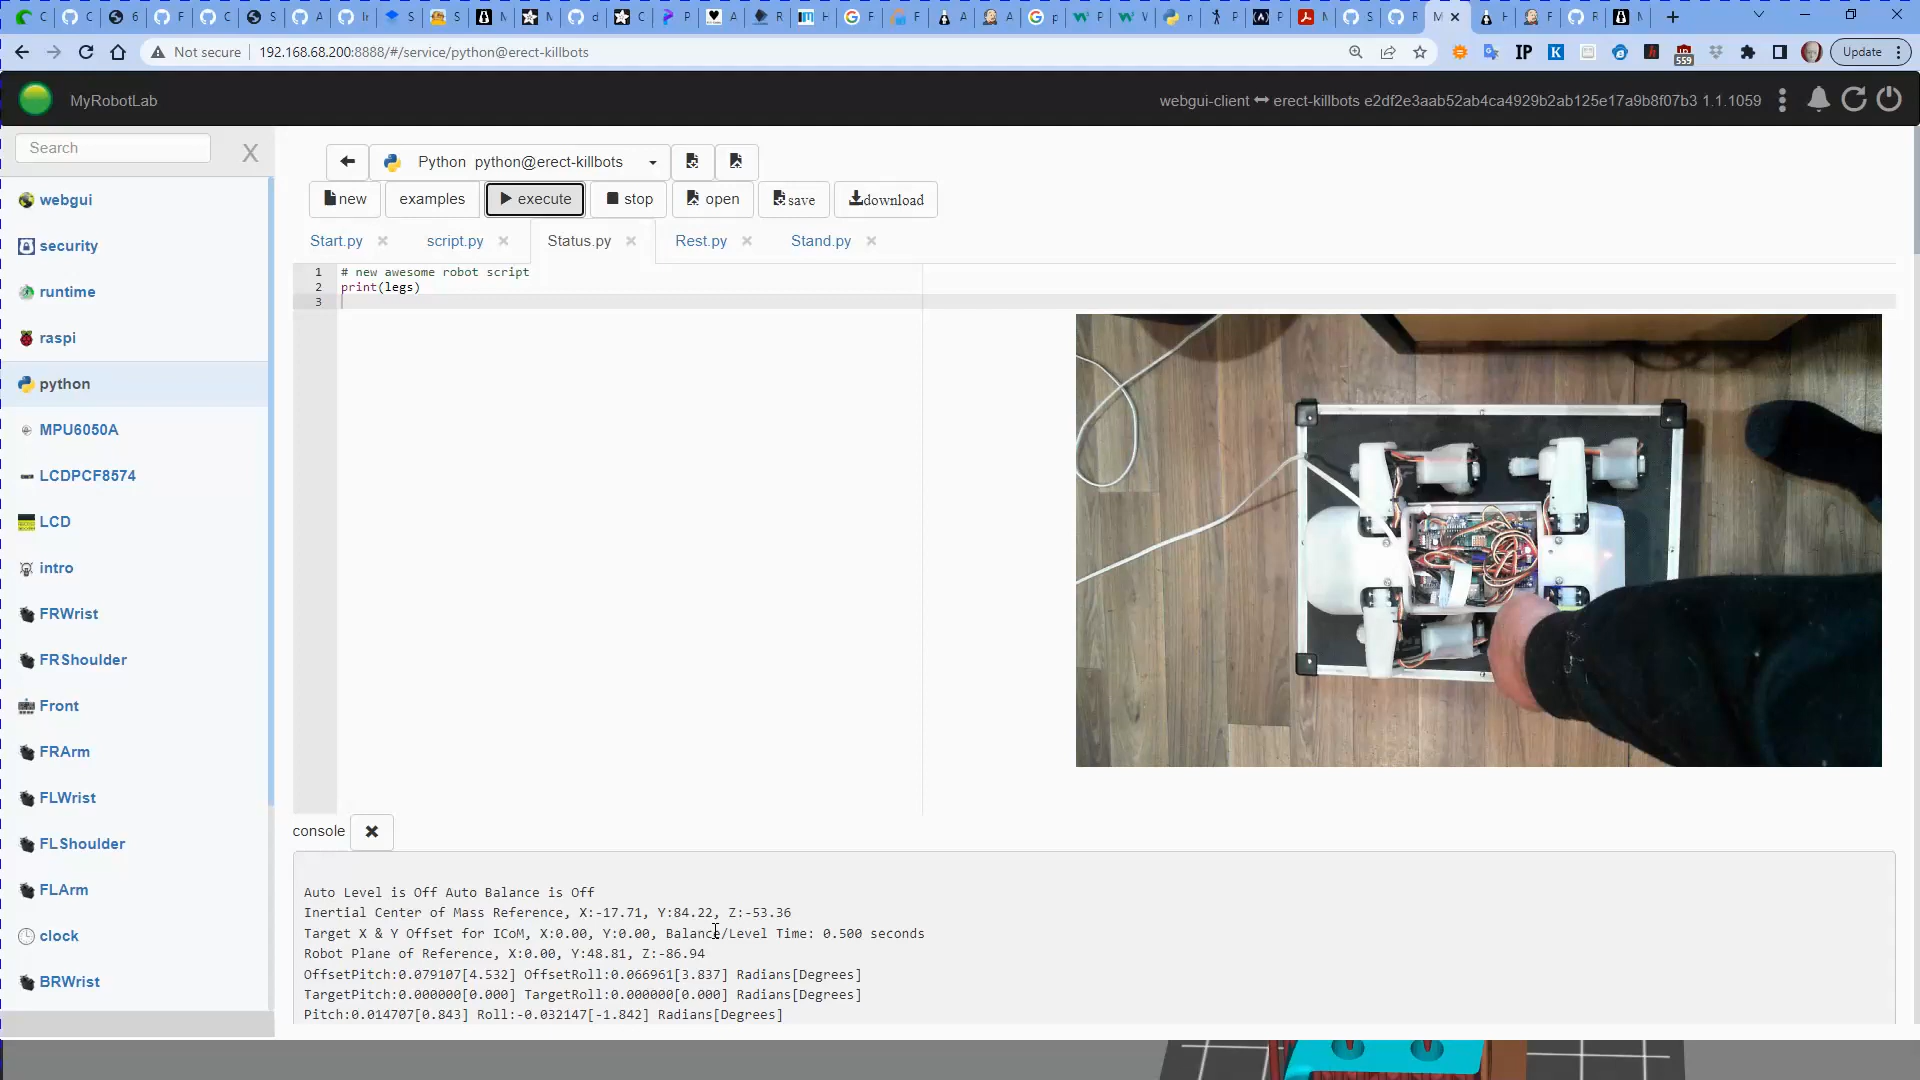 Not secure 192.168.68.200:8888/#/service/python@erect-killbots
IP K 559 Update
MyRobotLab
webgui-client ↔ erect-killbots e2df2e3aab52ab4ca4929b2ab125e17a9b8f07b3 1.1.1059
Search X
webgui
security
runtime
raspi
python
MPU6050A
LCDPCF8574
LCD
intro
FRWrist
FRShoulder
Front
FRArm
FLWrist
FLShoulder
FLArm
clock
BRWrist
Python python@erect-killbots
new examples execute stop open save download
Start.py script.py Status.py Rest.py Stand.py
1 # new awesome robot script
2 print(legs)
3
console
Auto Level is Off Auto Balance is Off
Inertial Center of Mass Reference, X:-17.71, Y:84.22, Z:-53.36
Target X & Y Offset for ICoM, X:0.00, Y:0.00, Balance/Level Time: 0.500 seconds
Robot Plane of Reference, X:0.00, Y:48.81, Z:-86.94
OffsetPitch:0.079107[4.532] OffsetRoll:0.066961[3.837] Radians[Degrees]
TargetPitch:0.000000[0.000] TargetRoll:0.000000[0.000] Radians[Degrees]
Pitch:0.014707[0.843] Roll:-0.032147[-1.842] Radians[Degrees]